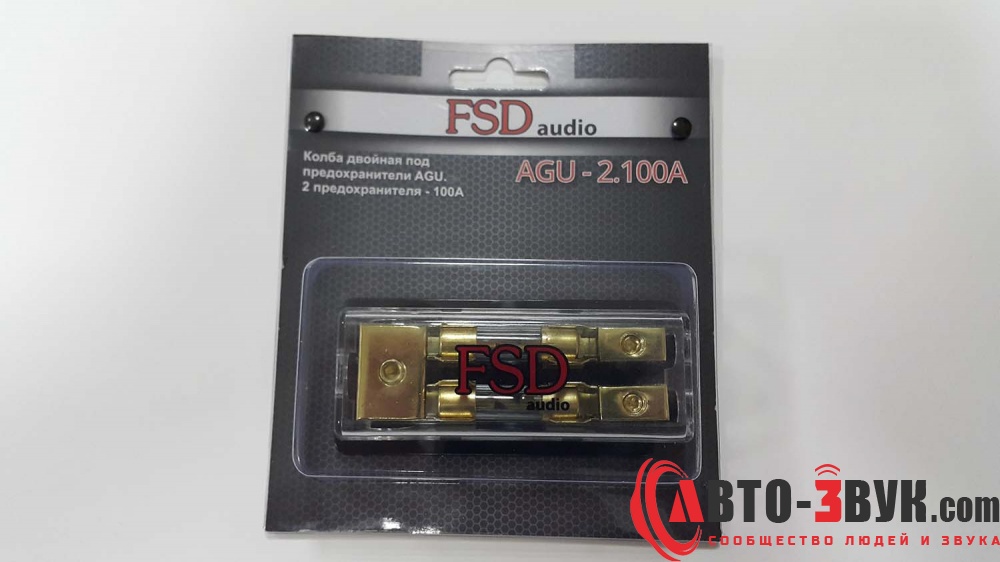 FSD audio
Колба двойная под
предохранители AGU.
2 предохранителя - 100А
AGU - 2.100A
FSD
audio
АВТО-ЗВУК.com
СООБЩЕСТВО ЛЮДЕЙ И ЗВУКА